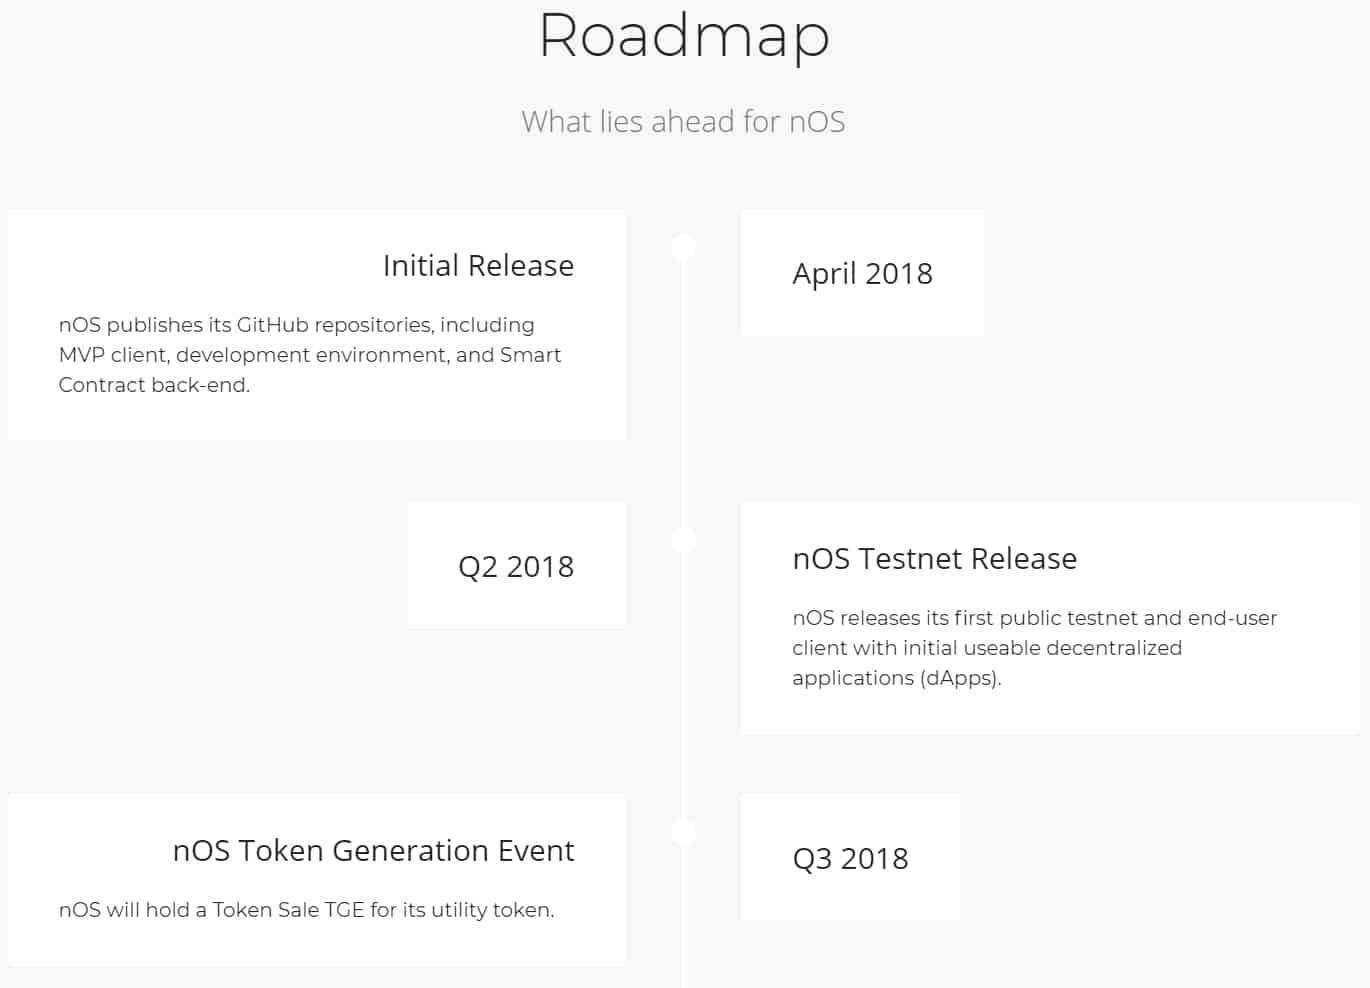 Roadmap
What lies ahead for nOS
Initial Release
nOS publishes its GitHub repositories, including
MVP client, development environment, and Smart
Contract back-end.
April 2018
Q2 2018
nOS Testnet Release
nOS releases its first public testnet and end-user
client with initial useable decentralized
applications (dApps).
nOS Token Generation Event
nOS will hold a Token Sale TGE for its utility token.
Q3 2018